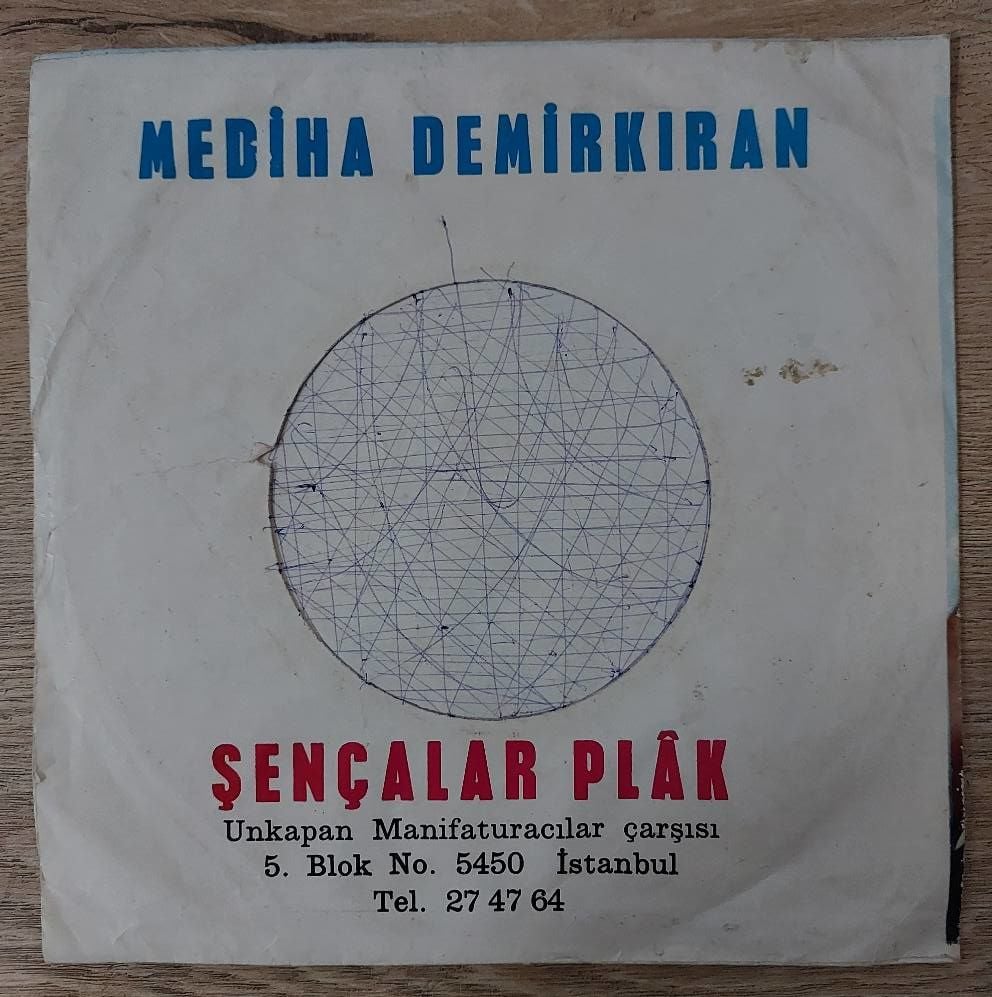 MEDİHA DEMİRKIRAN
ŞENÇALAR PLÂK
Unkapan Manifaturacılar çarşısı
5. Blok No. 5450 İstanbul
Tel. 27 47 64